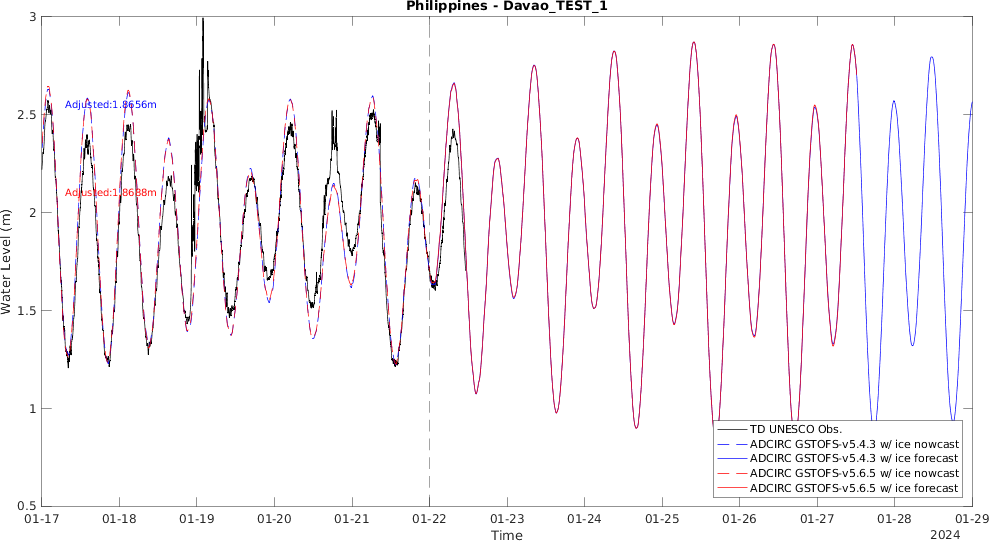 Philippines - Davao_TEST_1
3
2.5
2
1.5
1
0.5
Water Level (m)
Adjusted:1.8656m
Adjusted:1.8688m
TD UNESCO Obs.
ADCIRC GSTOFS-v5.4.3 w/ ice nowcast
ADCIRC GSTOFS-v5.4.3 w/ ice forecast
ADCIRC GSTOFS-v5.6.5 w/ ice nowcast
ADCIRC GSTOFS-v5.6.5 w/ ice forecast
01-17 01-18 01-19 01-20 01-21 01-22 01-23 01-24 01-25 01-26 01-27 01-28 01-29
Time
2024